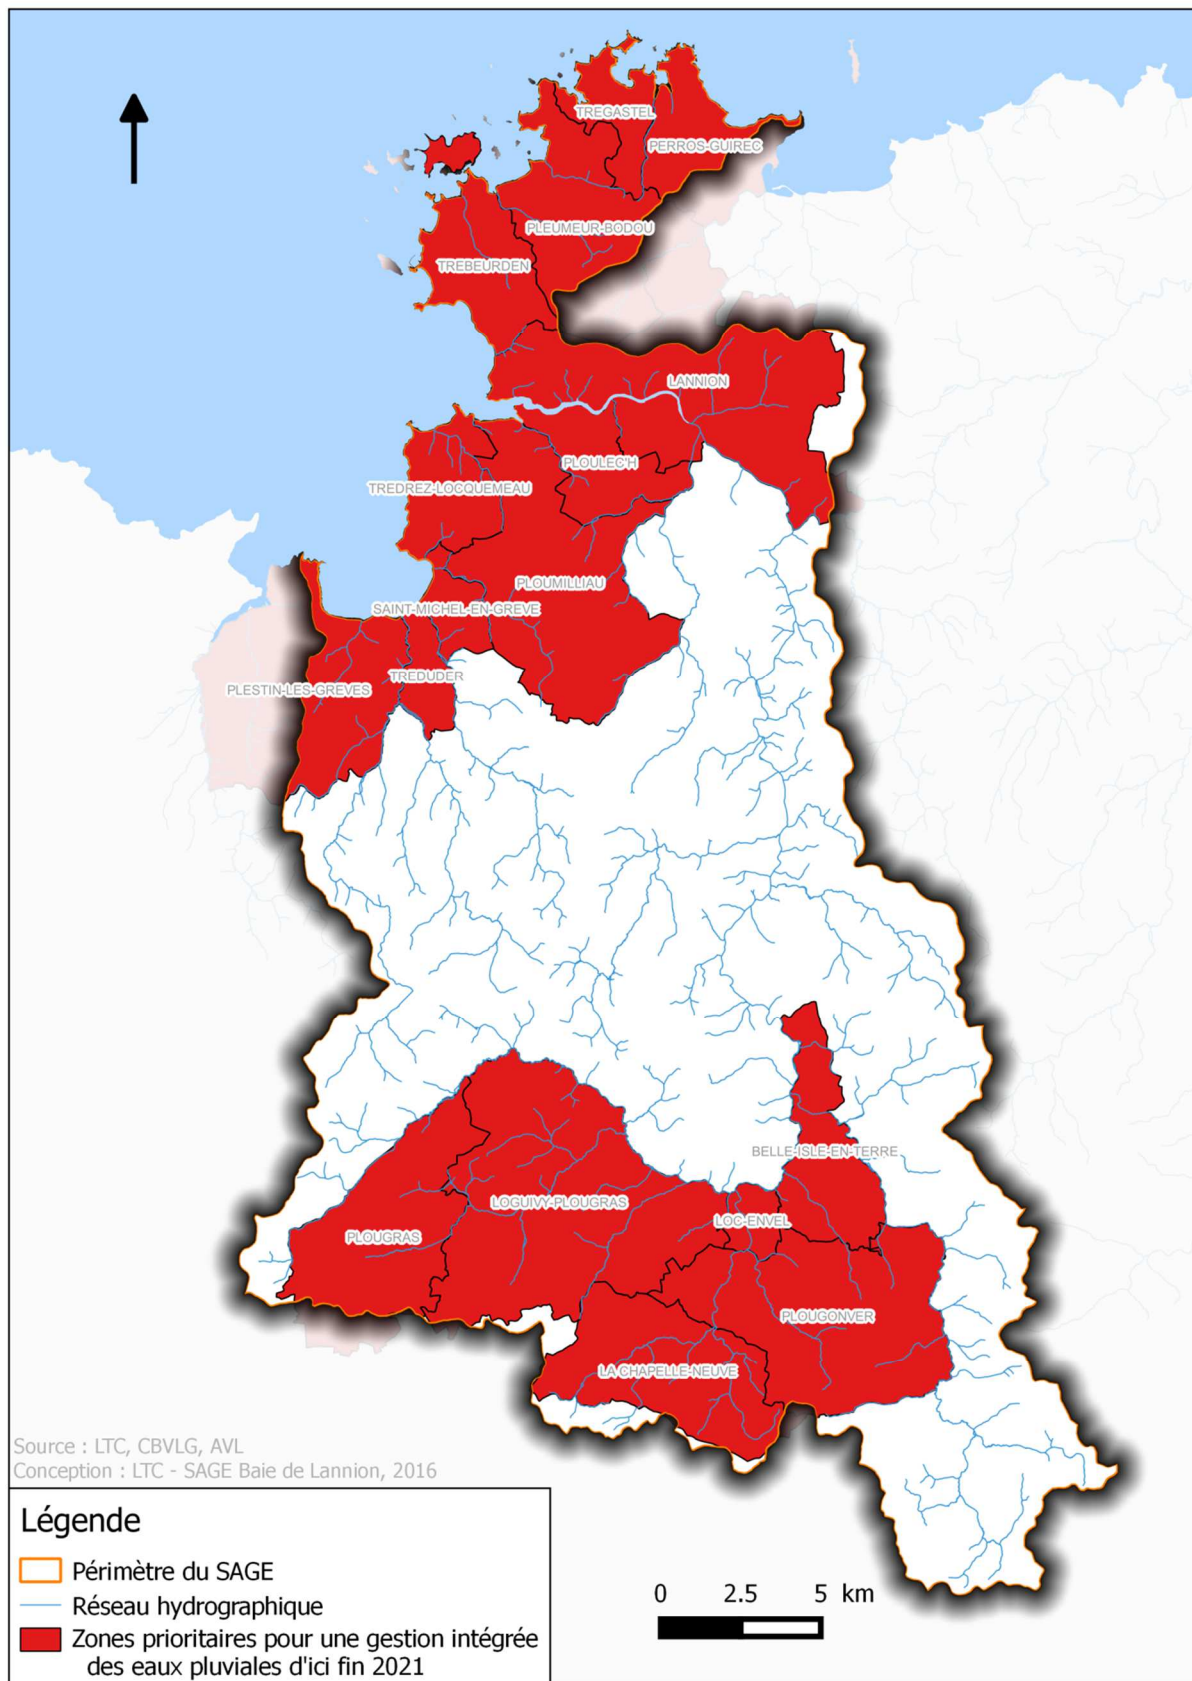 TREGASTEL
PERROS-GUIREC
PLEUMEUR-BODOU
TREBEURDEN
LANNION
PLOULEC'H
TREDREZ-LOCQUEMEAU
PLOUMILLIAU
SAINT-MICHEL-EN-GREVE
TREDUDER
PLESTIN-LES-GREVES
BELLE-ISLE-EN-TERRE
LOGUIVY-PLOUGRAS
LOC-ENVEL
PLOUGRAS
PLOUGONVER
LA CHAPELLE-NEUVE
Source : LTC, CBVLG, AVL
Conception : LTC - SAGE Baie de Lannion, 2016
Légende
Périmètre du SAGE
Réseau hydrographique
Zones prioritaires pour une gestion intégrée
des eaux pluviales d'ici fin 2021
0 2.5 5 km